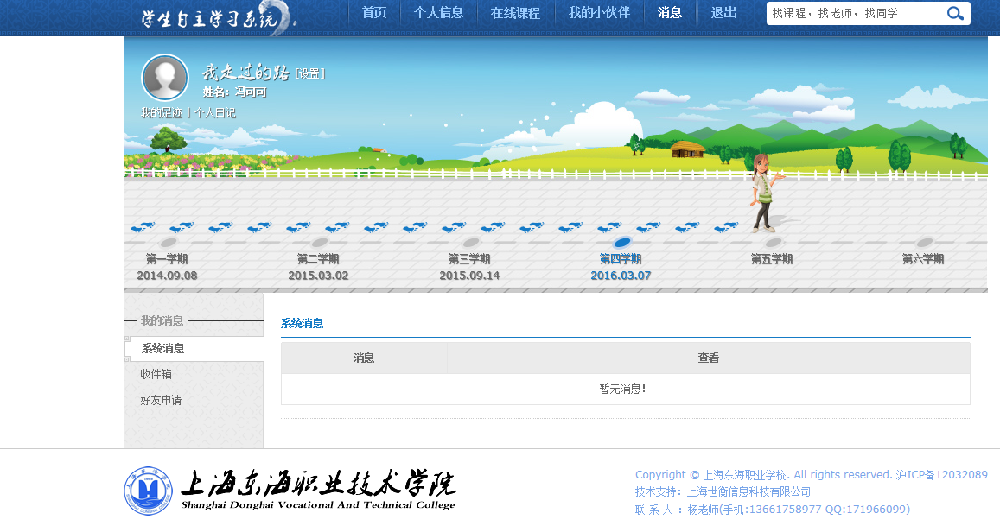 学生自主学习系统
首页 个人信息 在线课程 我的小伙伴 消息 退出 找课程，找老师，找同学
我走过的路 [设置]
姓名：冯可可
我的足迹 | 个人日记
第一学期 第二学期 第三学期 第四学期 第五学期 第六学期
2014.09.08 2015.03.02 2015.09.14 2016.03.07
我的消息
系统消息
收件箱
好友申请
系统消息
消息 查看
暂无消息!
上海东海职业技术学院
Shanghai Donghai Vocational And Technical College
Copyright © 上海东海职业学校. All rights reserved. 沪ICP备12032089
技术支持：上海世衡信息科技有限公司
联 系 人 ：杨老师(手机:13661758977 QQ:171966099)